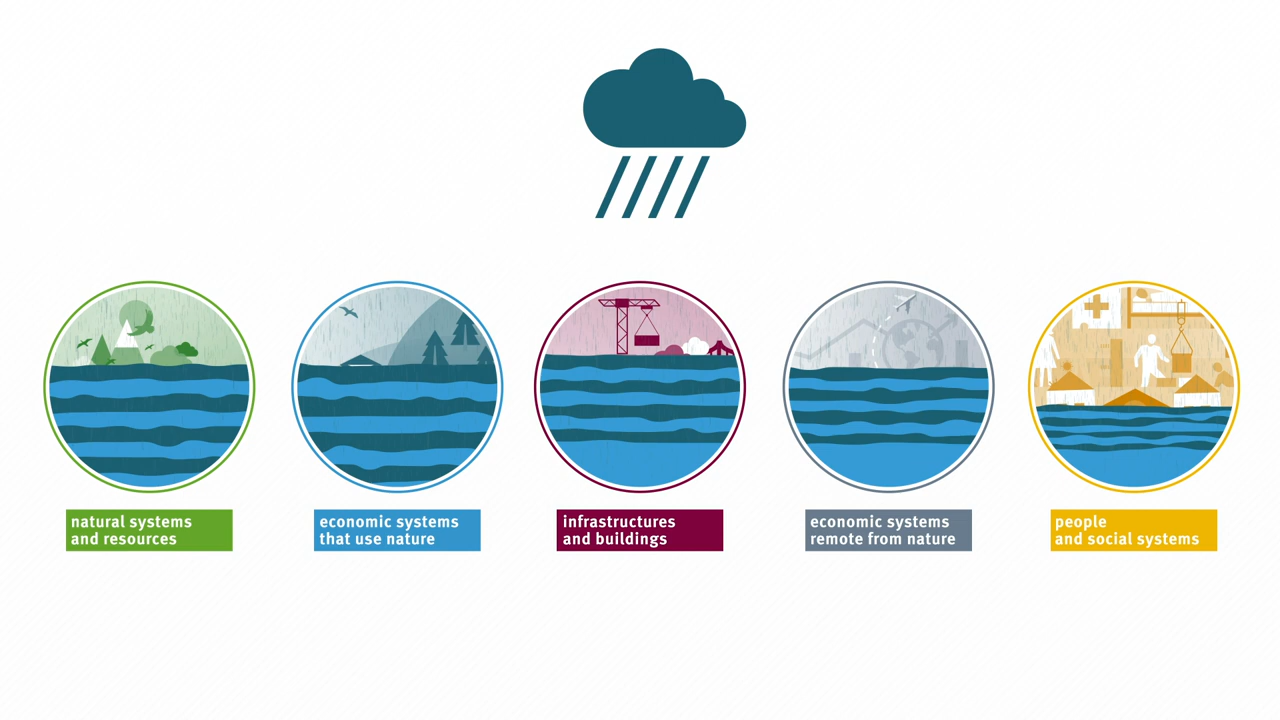 natural systems
and resources
economic systems
that use nature
infrastructures
and buildings
economic systems
remote from nature
people
and social systems